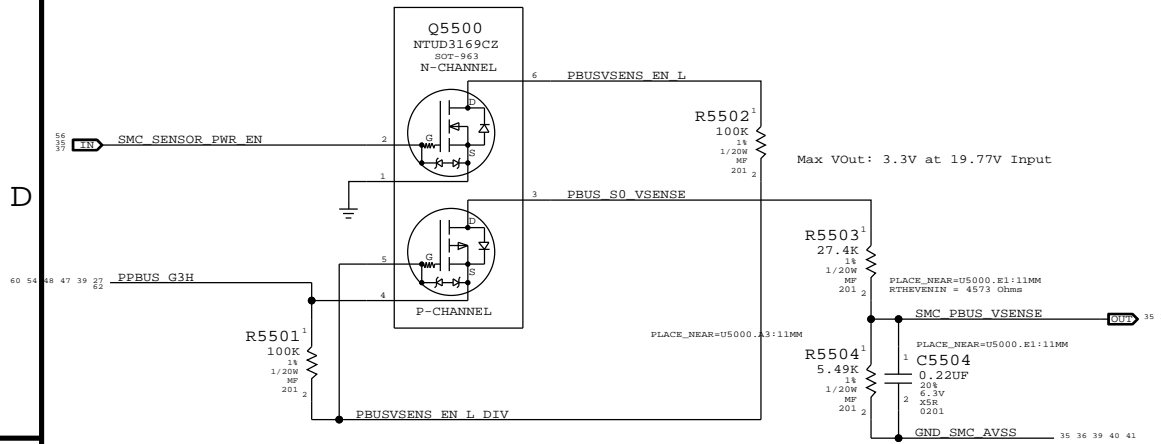 Q5500
NTUD3169CZ
SOT-963
N-CHANNEL
6 PBUSVSENS_EN_L
D
G
S
56
35
37
IN SMC_SENSOR_PWR_EN 2
1
R5502
1
100K
1%
1/20W
MF
201
2
Max VOut: 3.3V at 19.77V Input
D
3 PBUS_S0_VSENSE
D
G
S
5
60 54 48 47 39 27
62
PPBUS_G3H
4
P-CHANNEL
R5503
1
27.4K
1%
1/20W
MF
201
2
PLACE_NEAR=U5000.E1:11MM
RTHEVENIN = 4573 Ohms
SMC_PBUS_VSENSE OUT 35
R5501
1
100K
1%
1/20W
MF
201
2
PLACE_NEAR=U5000.A3:11MM
PLACE_NEAR=U5000.E1:11MM
R5504
1
5.49K
1%
1/20W
MF
201
2
1
C5504
0.22UF
20%
6.3V
2
X5R
0201
PBUSVSENS_EN_L_DIV
GND_SMC_AVSS 35 36 39 40 41